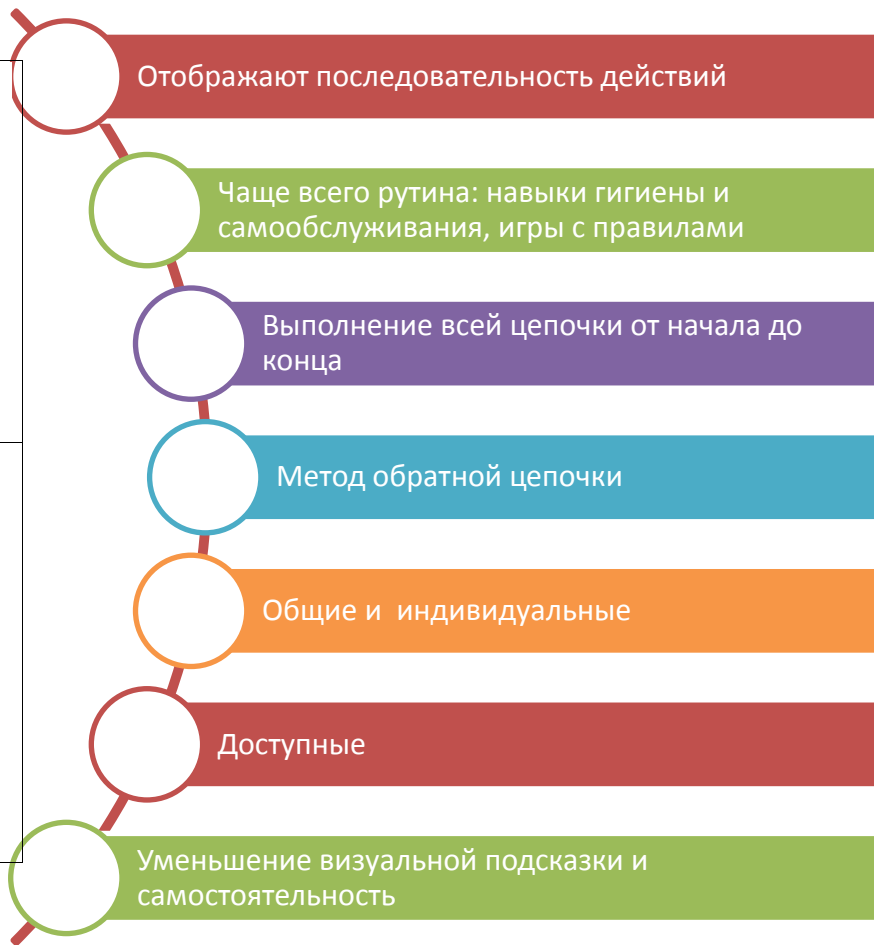 Отображают последовательность действий
Чаще всего рутина: навыки гигиены и
самообслуживания, игры с правилами
Выполнение всей цепочки от начала до
конца
Метод обратной цепочки
Общие и  индивидуальные
Доступные
Уменьшение визуальной подсказки и
самостоятельность